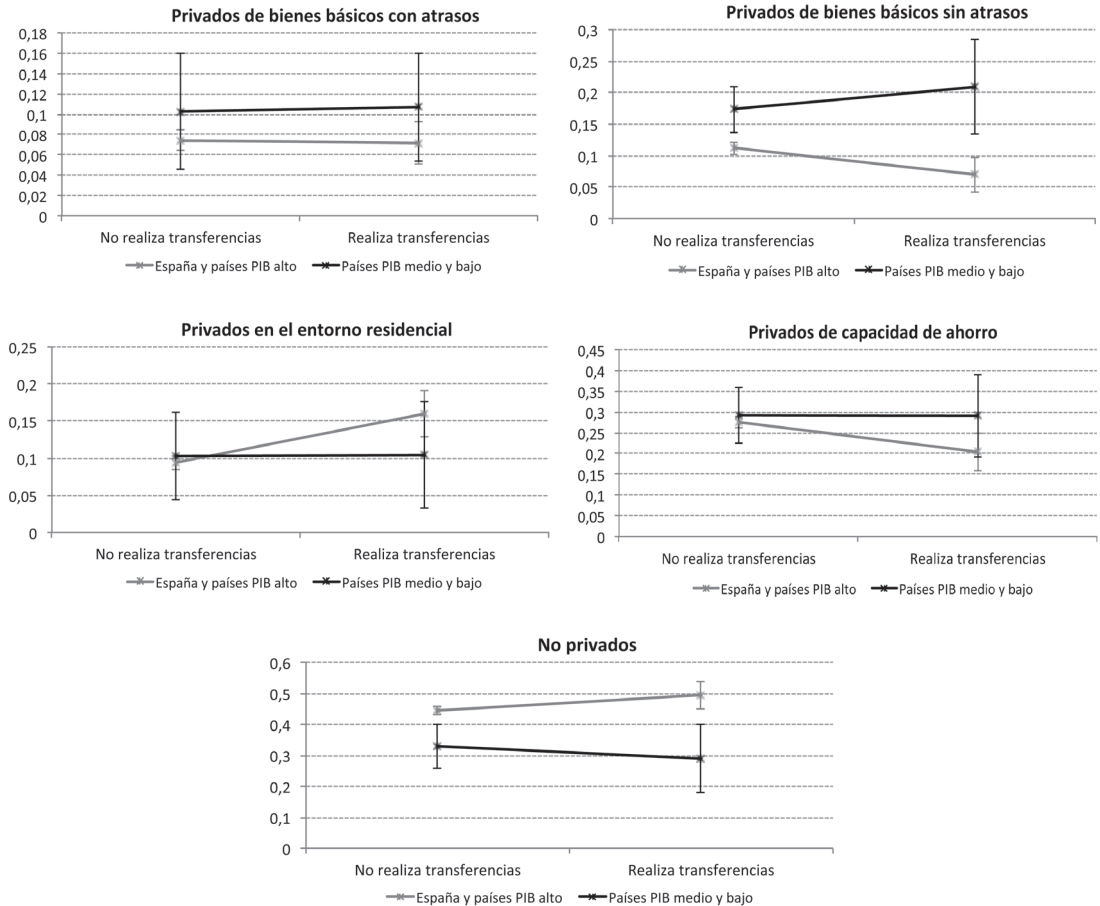 Privados de bienes básicos con atrasos
0,18
0,16
0,14
0,12
0,1
0,08
0,06
0,04
0,02
0
No realiza transferencias Realiza transferencias
España y países PIB alto Países PIB medio y bajo
Privados de bienes básicos sin atrasos
0,3
0,25
0,2
0,15
0,1
0,05
0
No realiza transferencias Realiza transferencias
España y países PIB alto Países PIB medio y bajo
Privados en el entorno residencial
0,25
0,2
0,15
0,1
0,05
0
No realiza transferencias Realiza transferencias
España y países PIB alto Países PIB medio y bajo
Privados de capacidad de ahorro
0,45
0,4
0,35
0,3
0,25
0,2
0,15
0,1
0,05
0
No realiza transferencias Realiza transferencias
España y países PIB alto Países PIB medio y bajo
No privados
0,6
0,5
0,4
0,3
0,2
0,1
0
No realiza transferencias Realiza transferencias
España y países PIB alto Países PIB medio y bajo